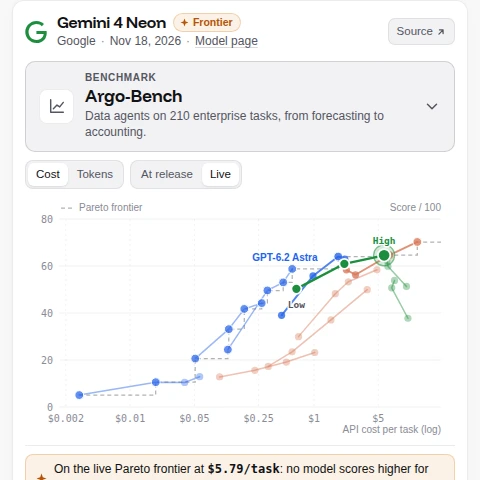 Gemini 4 Neon
Frontier
Google · Nov 18, 2026 · Model page
Source
BENCHMARK
Argo-Bench
Data agents on 210 enterprise tasks, from forecasting to
accounting.
Cost Tokens At release Live
Pareto frontier Score / 100
80
60
40
20
0
GPT-6.2 Astra
High
Low
$0.002 $0.01 $0.05 $0.25 $1 $5
API cost per task (log)
On the live Pareto frontier at $5.79/task: no model scores higher for